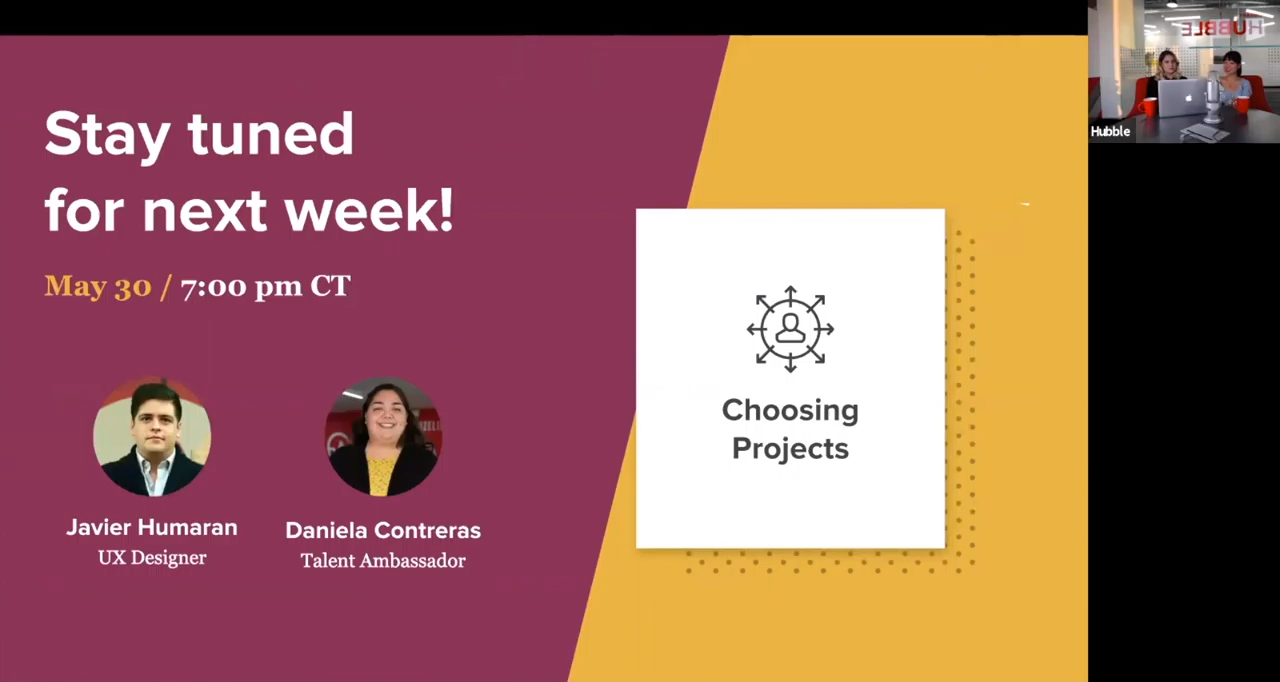 Stay tuned
for next week!
May 30 / 7:00 pm CT
Javier Humaran
UX Designer
Daniela Contreras
Talent Ambassador
Choosing
Projects
HUBBLE
Hubble